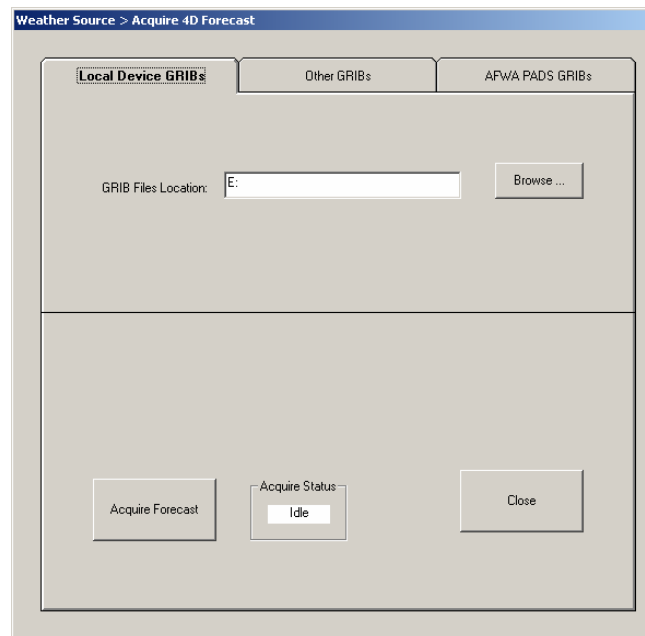 Weather Source > Acquire 4D Forecast
Local Device GRIBs
Other GRIBs
AFWA PADS GRIBs
GRIB Files Location:
E:
Browse ...
Acquire Forecast
Acquire Status
Idle
Close